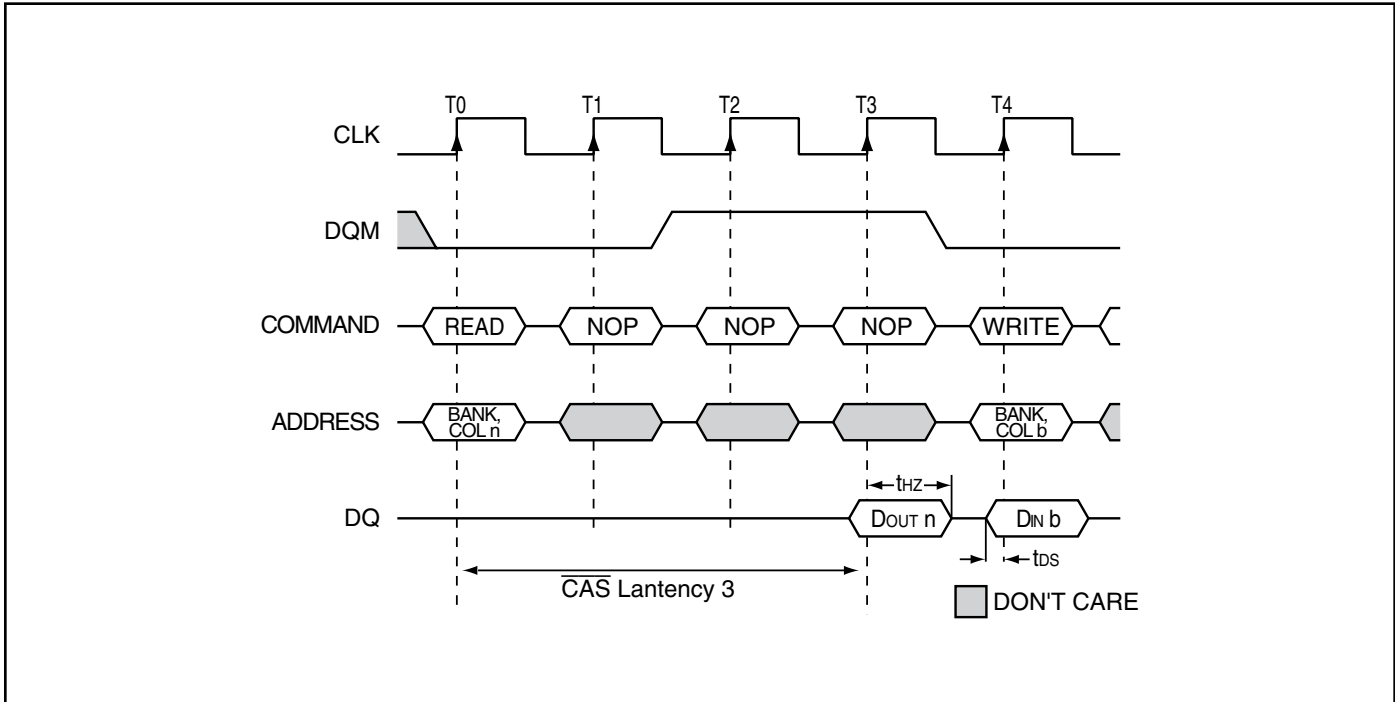 T0 T1 T2 T3 T4
CLK
DQM
COMMAND READ NOP NOP NOP WRITE
ADDRESS BANK, COL n BANK, COL b
tHZ
DQ DOUT n DIN b
tDS
CAS Lantency 3
DON'T CARE